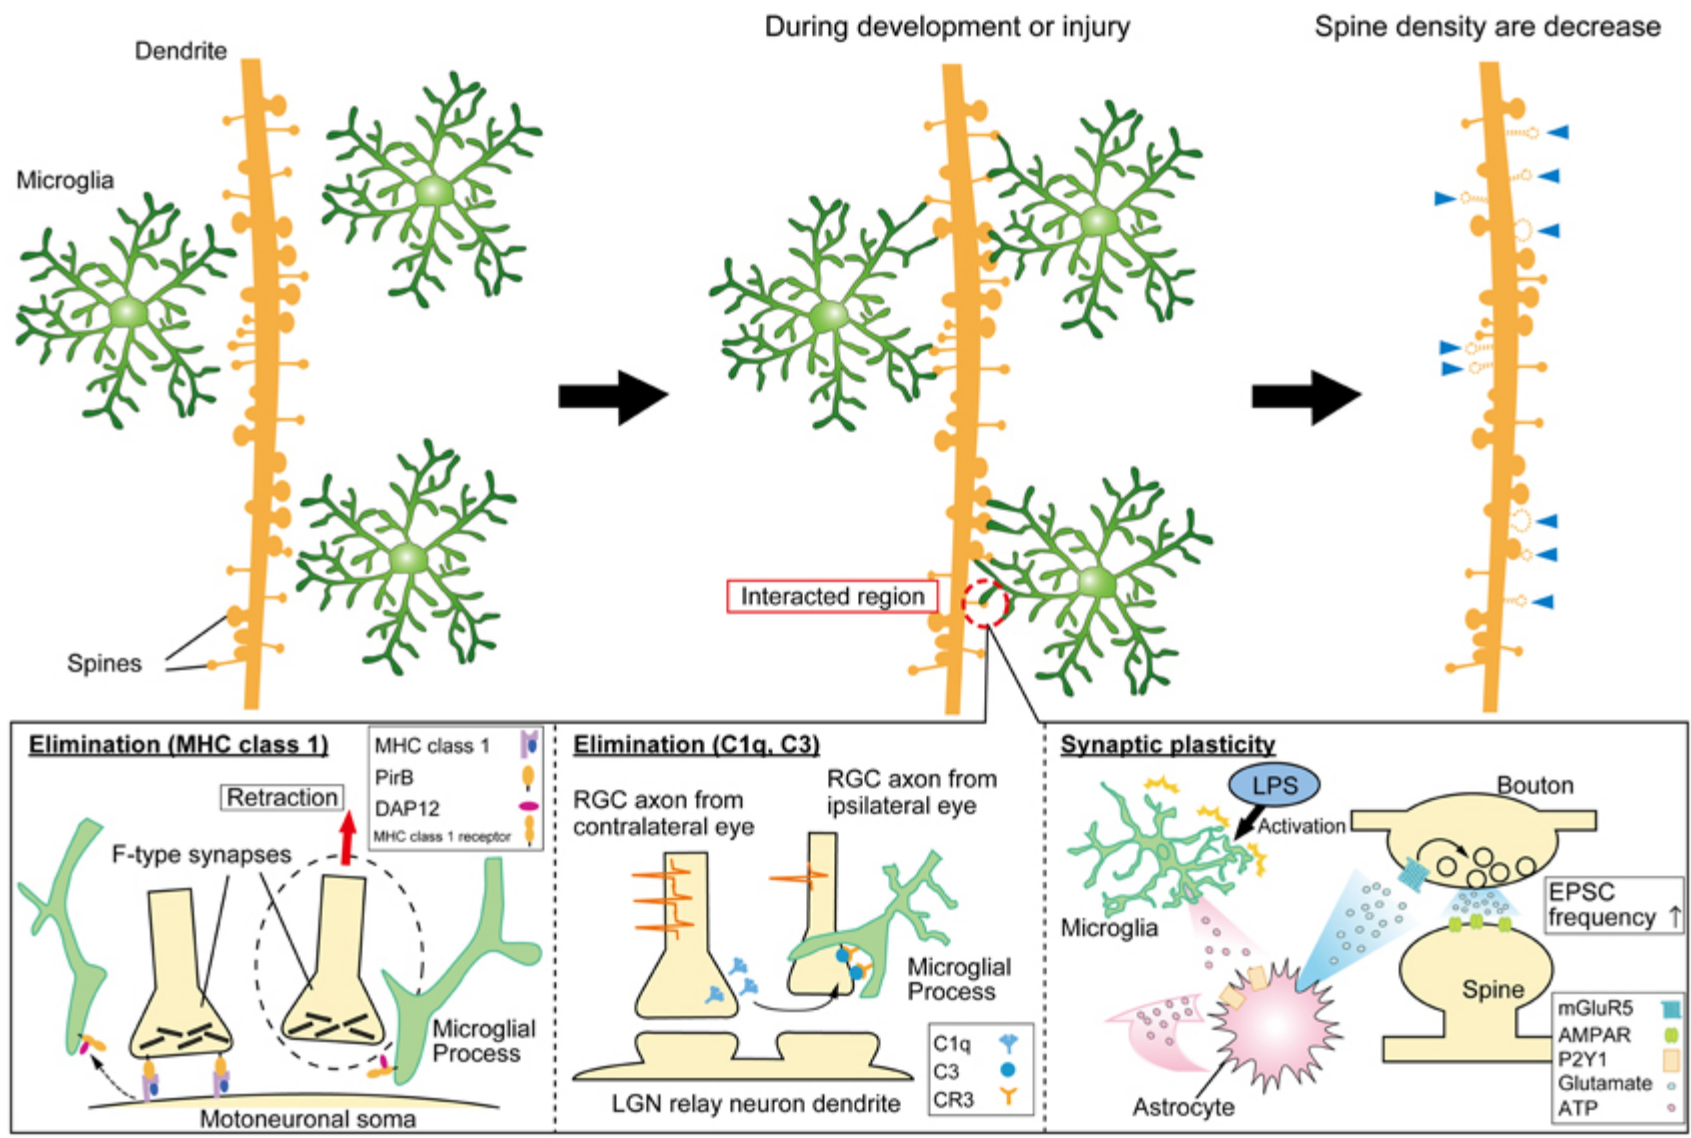 During development or injury
Spine density are decrease
Dendrite
Microglia
Interacted region
Spines
Elimination (MHC class 1)
MHC class 1
PirB
DAP12
MHC class 1 receptor
Retraction
F-type synapses
Microglial
Process
Motoneuronal soma
Elimination (C1q, C3)
RGC axon from
contralateral eye
RGC axon from
ipsilateral eye
Microglial
Process
C1q
C3
CR3
LGN relay neuron dendrite
Synaptic plasticity
LPS
Activation
Microglia
Bouton
EPSC
frequency ↑
Spine
mGluR5
AMPAR
P2Y1
Glutamate
ATP
Astrocyte